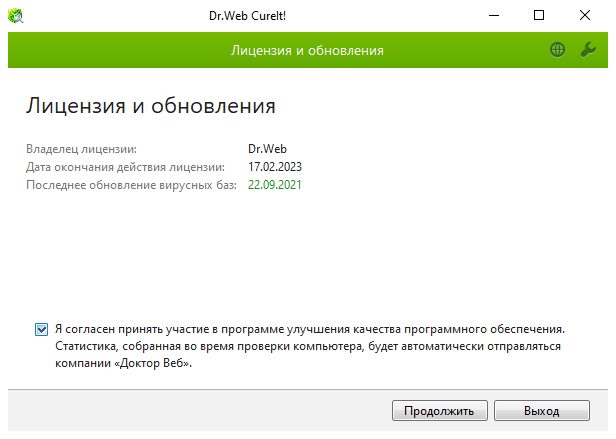 Dr.Web CureIt!
Лицензия и обновления
Лицензия и обновления
Владелец лицензии: Dr.Web
Дата окончания действия лицензии: 17.02.2023
Последнее обновление вирусных баз: 22.09.2021
Я согласен принять участие в программе улучшения качества программного обеспечения.
Статистика, собранная во время проверки компьютера, будет автоматически отправляться
компании «Доктор Веб».
Продолжить Выход